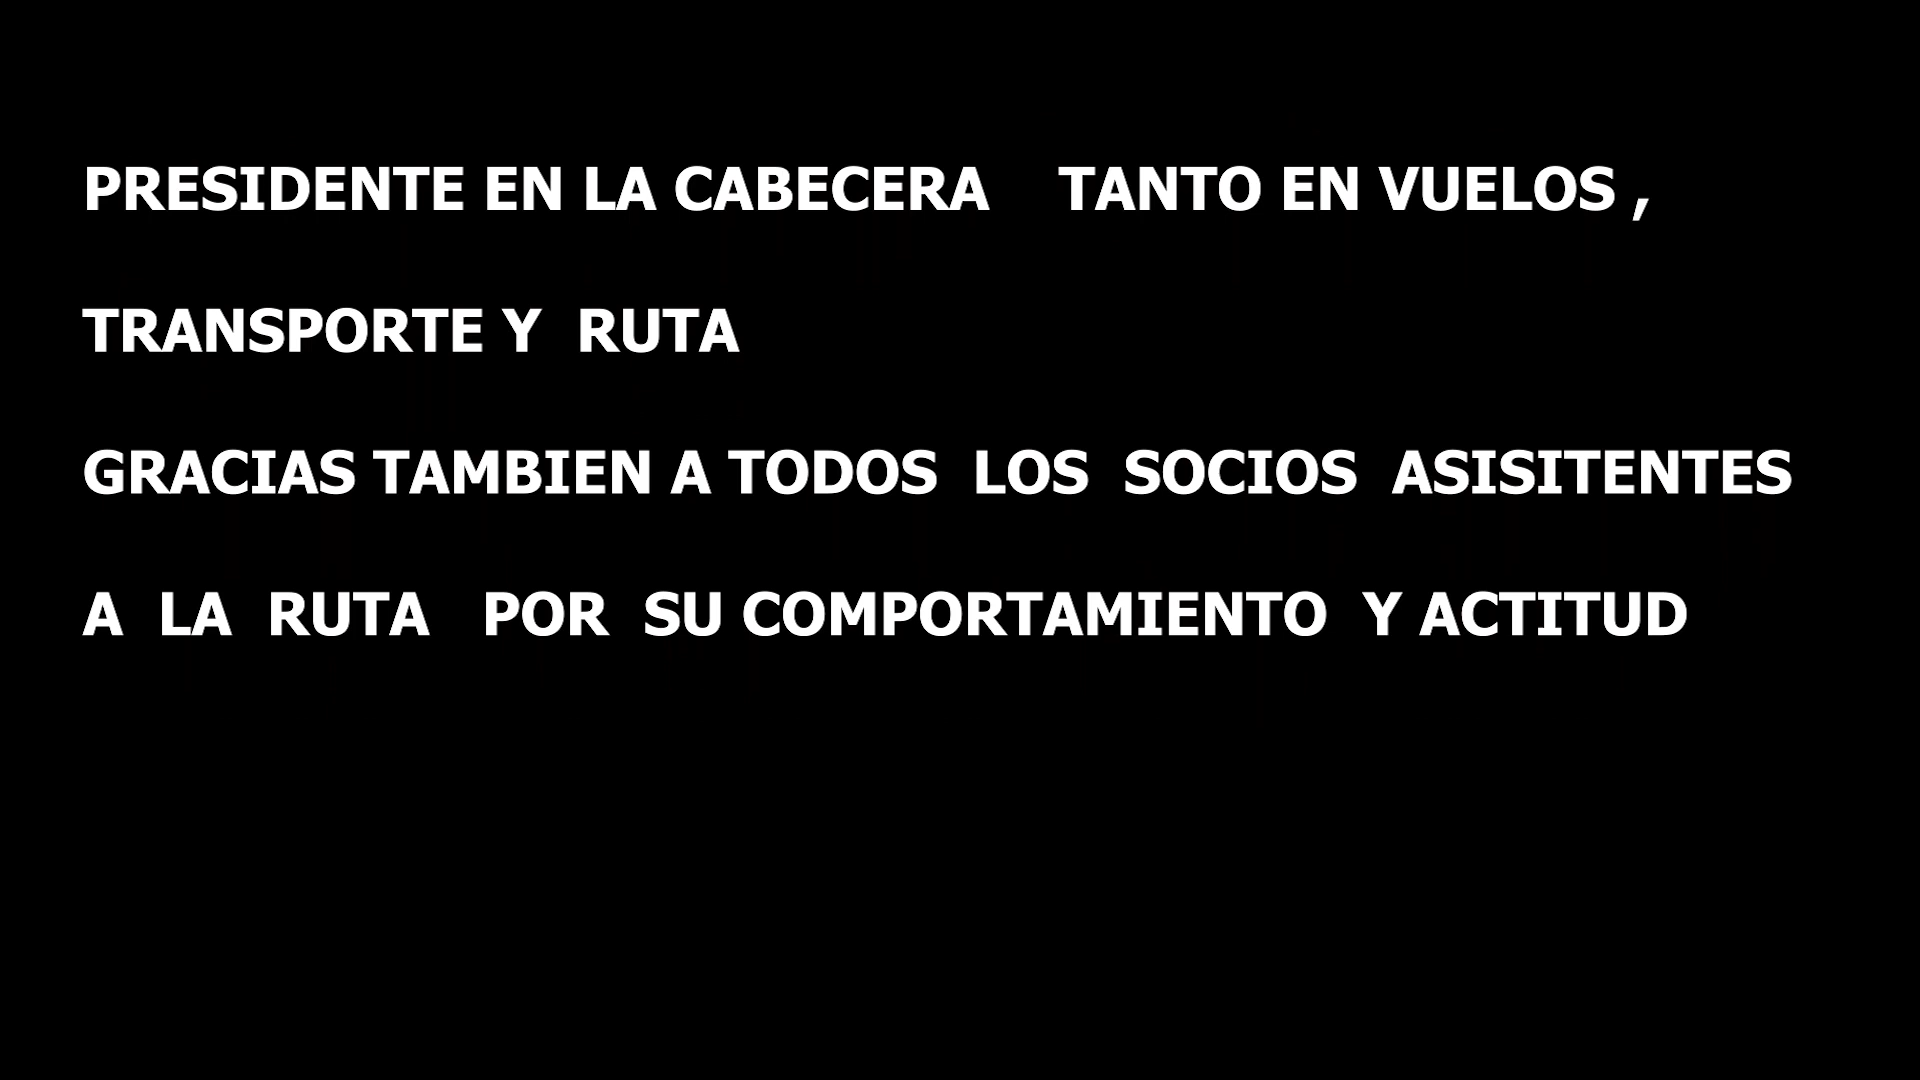 PRESIDENTE EN LA CABECERA TANTO EN VUELOS ,
TRANSPORTE Y RUTA
GRACIAS TAMBIEN A TODOS LOS SOCIOS ASISITENTES
A LA RUTA POR SU COMPORTAMIENTO Y ACTITUD